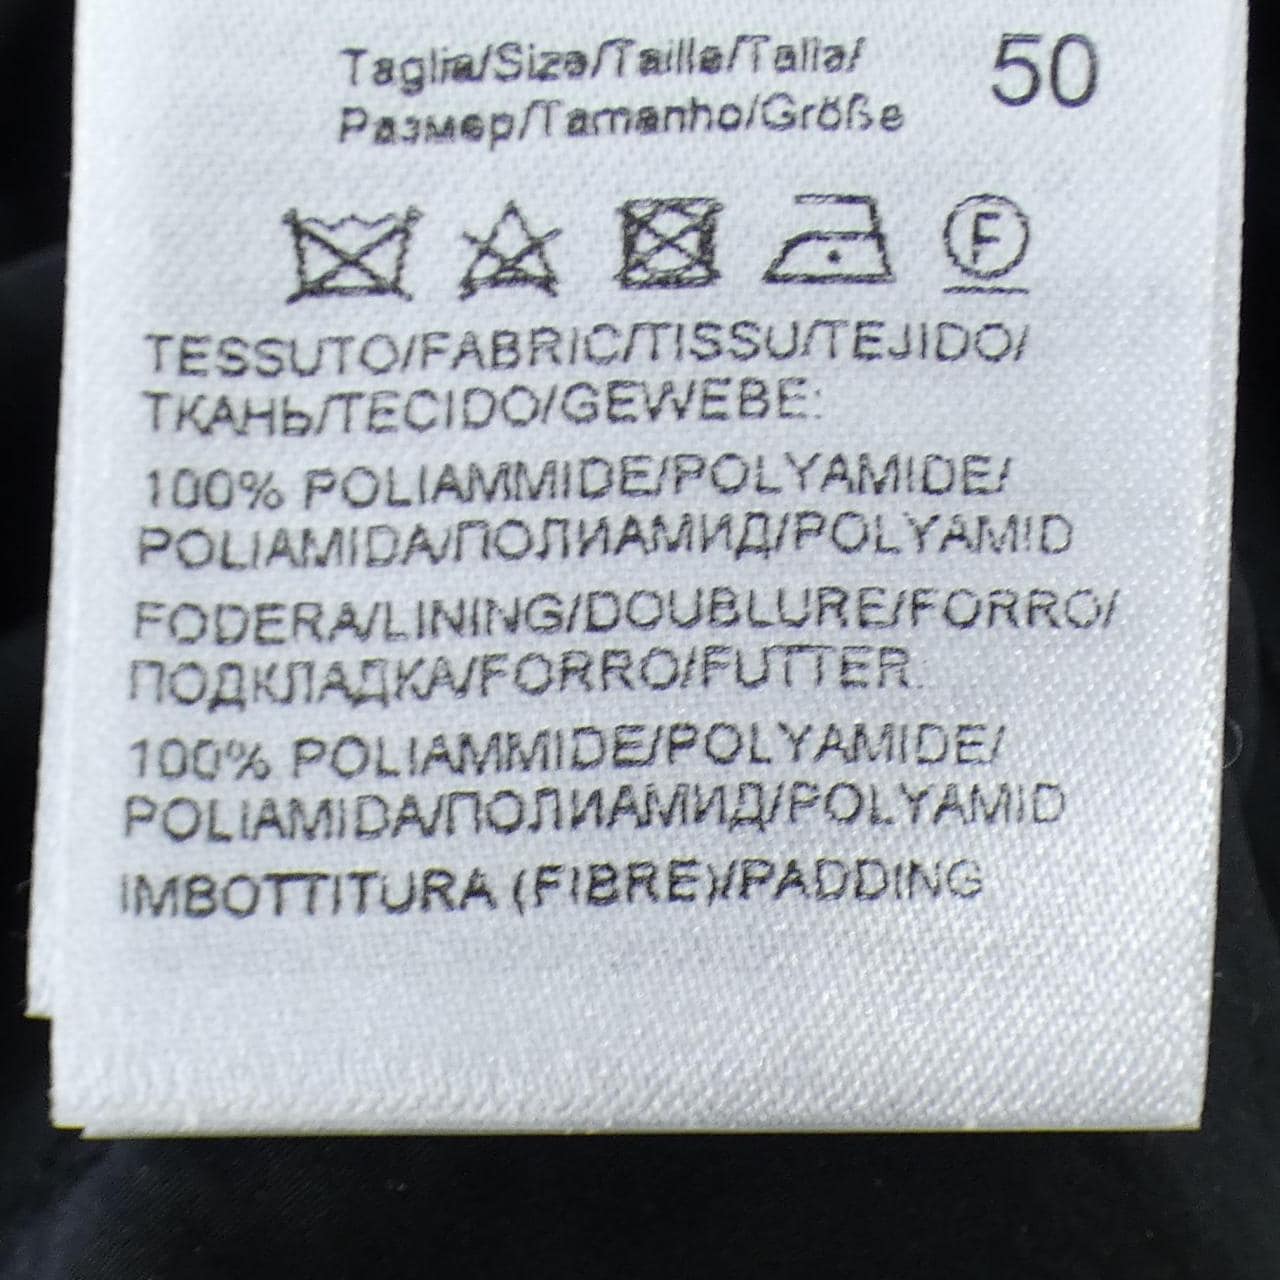 Taglia/Size/Taille/Talla/ 50
Размер/Tamanho/Größe
F
TESSUTO/FABRIC/TISSU/TEJIDO/
ТКАНЬ/TECIDO/GEWEBE:
100% POLIAMMIDE/POLYAMIDE/
POLIAMIDA/ПОЛИАМИД/POLYAMID
FODERA/LINING/DOUBLURE/FORRO/
ПОДКЛАДКА/FORRO/FUTTER:
100% POLIAMMIDE/POLYAMIDE/
POLIAMIDA/ПОЛИАМИД/POLYAMID
IMBOTTITURA (FIBRE)/PADDING